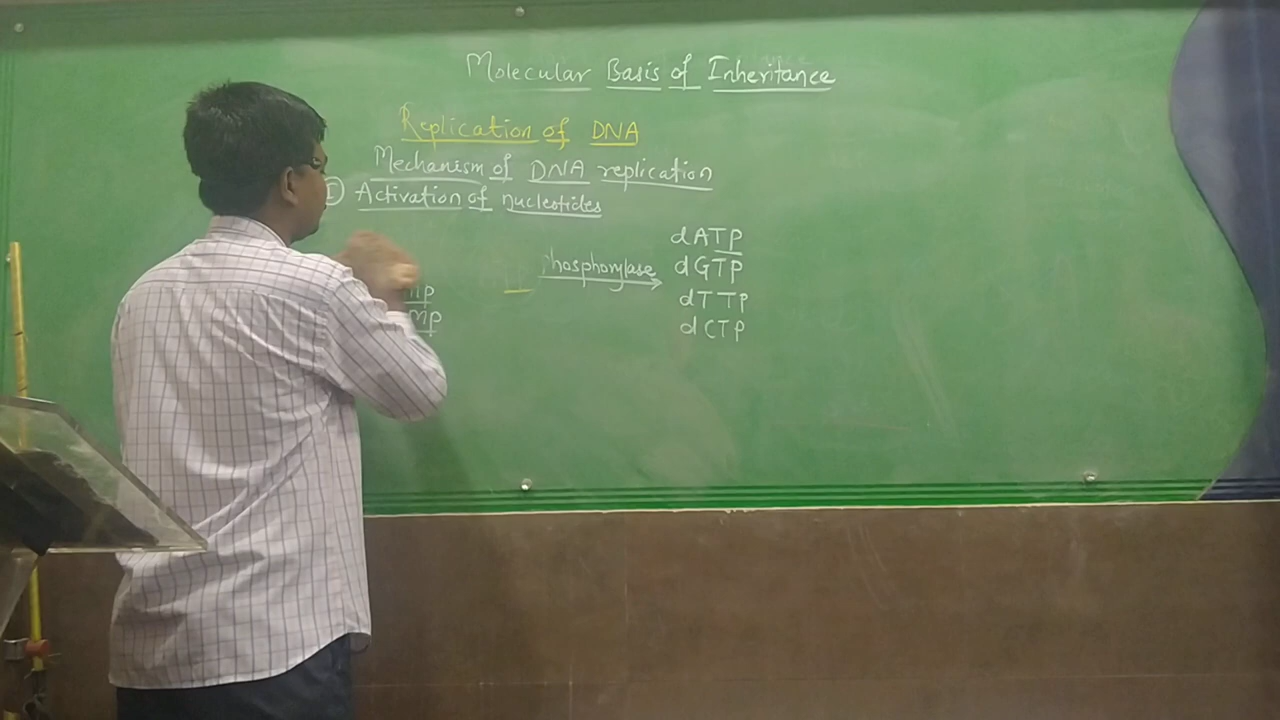 Molecular Basis of Inheritance
Replication of DNA
Mechanism of DNA replication
① Activation of nucleotides
phosphorylase
dATP
dGTP
dTTP
dCTP